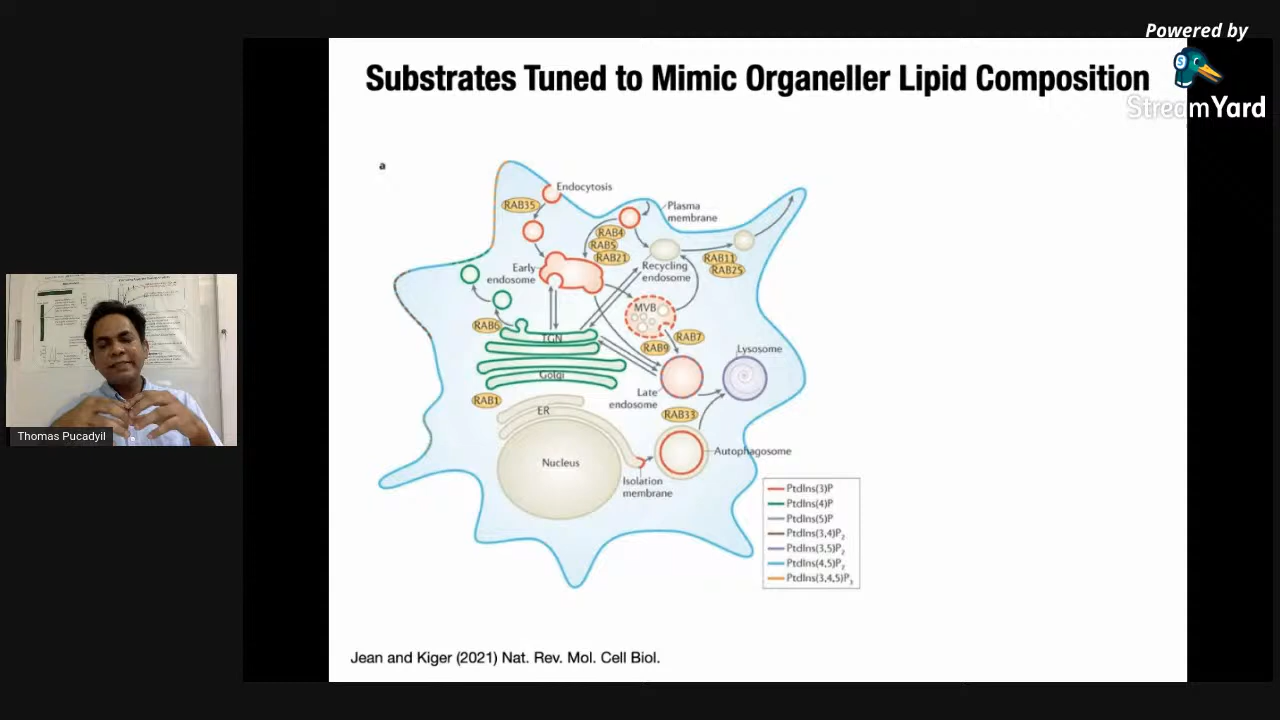 Powered by
StreamYard
Substrates Tuned to Mimic Organeller Lipid Composition
a
Endocytosis
RAB35
Plasma
membrane
RAB4
RAB5
RAB21
Early
endosome
Recycling
endosome
RAB11
RAB25
MVB
RAB6
TGN
RAB7
RAB9
Lysosome
Golgi
Late
endosome
RAB1
ER
RAB33
Autophagosome
Nucleus
Isolation
membrane
PtdIns(3)P
PtdIns(4)P
PtdIns(5)P
PtdIns(3,4)P2
PtdIns(3,5)P2
PtdIns(4,5)P2
PtdIns(3,4,5)P3
Thomas Pucadyil
Jean and Kiger (2021) Nat. Rev. Mol. Cell Biol.